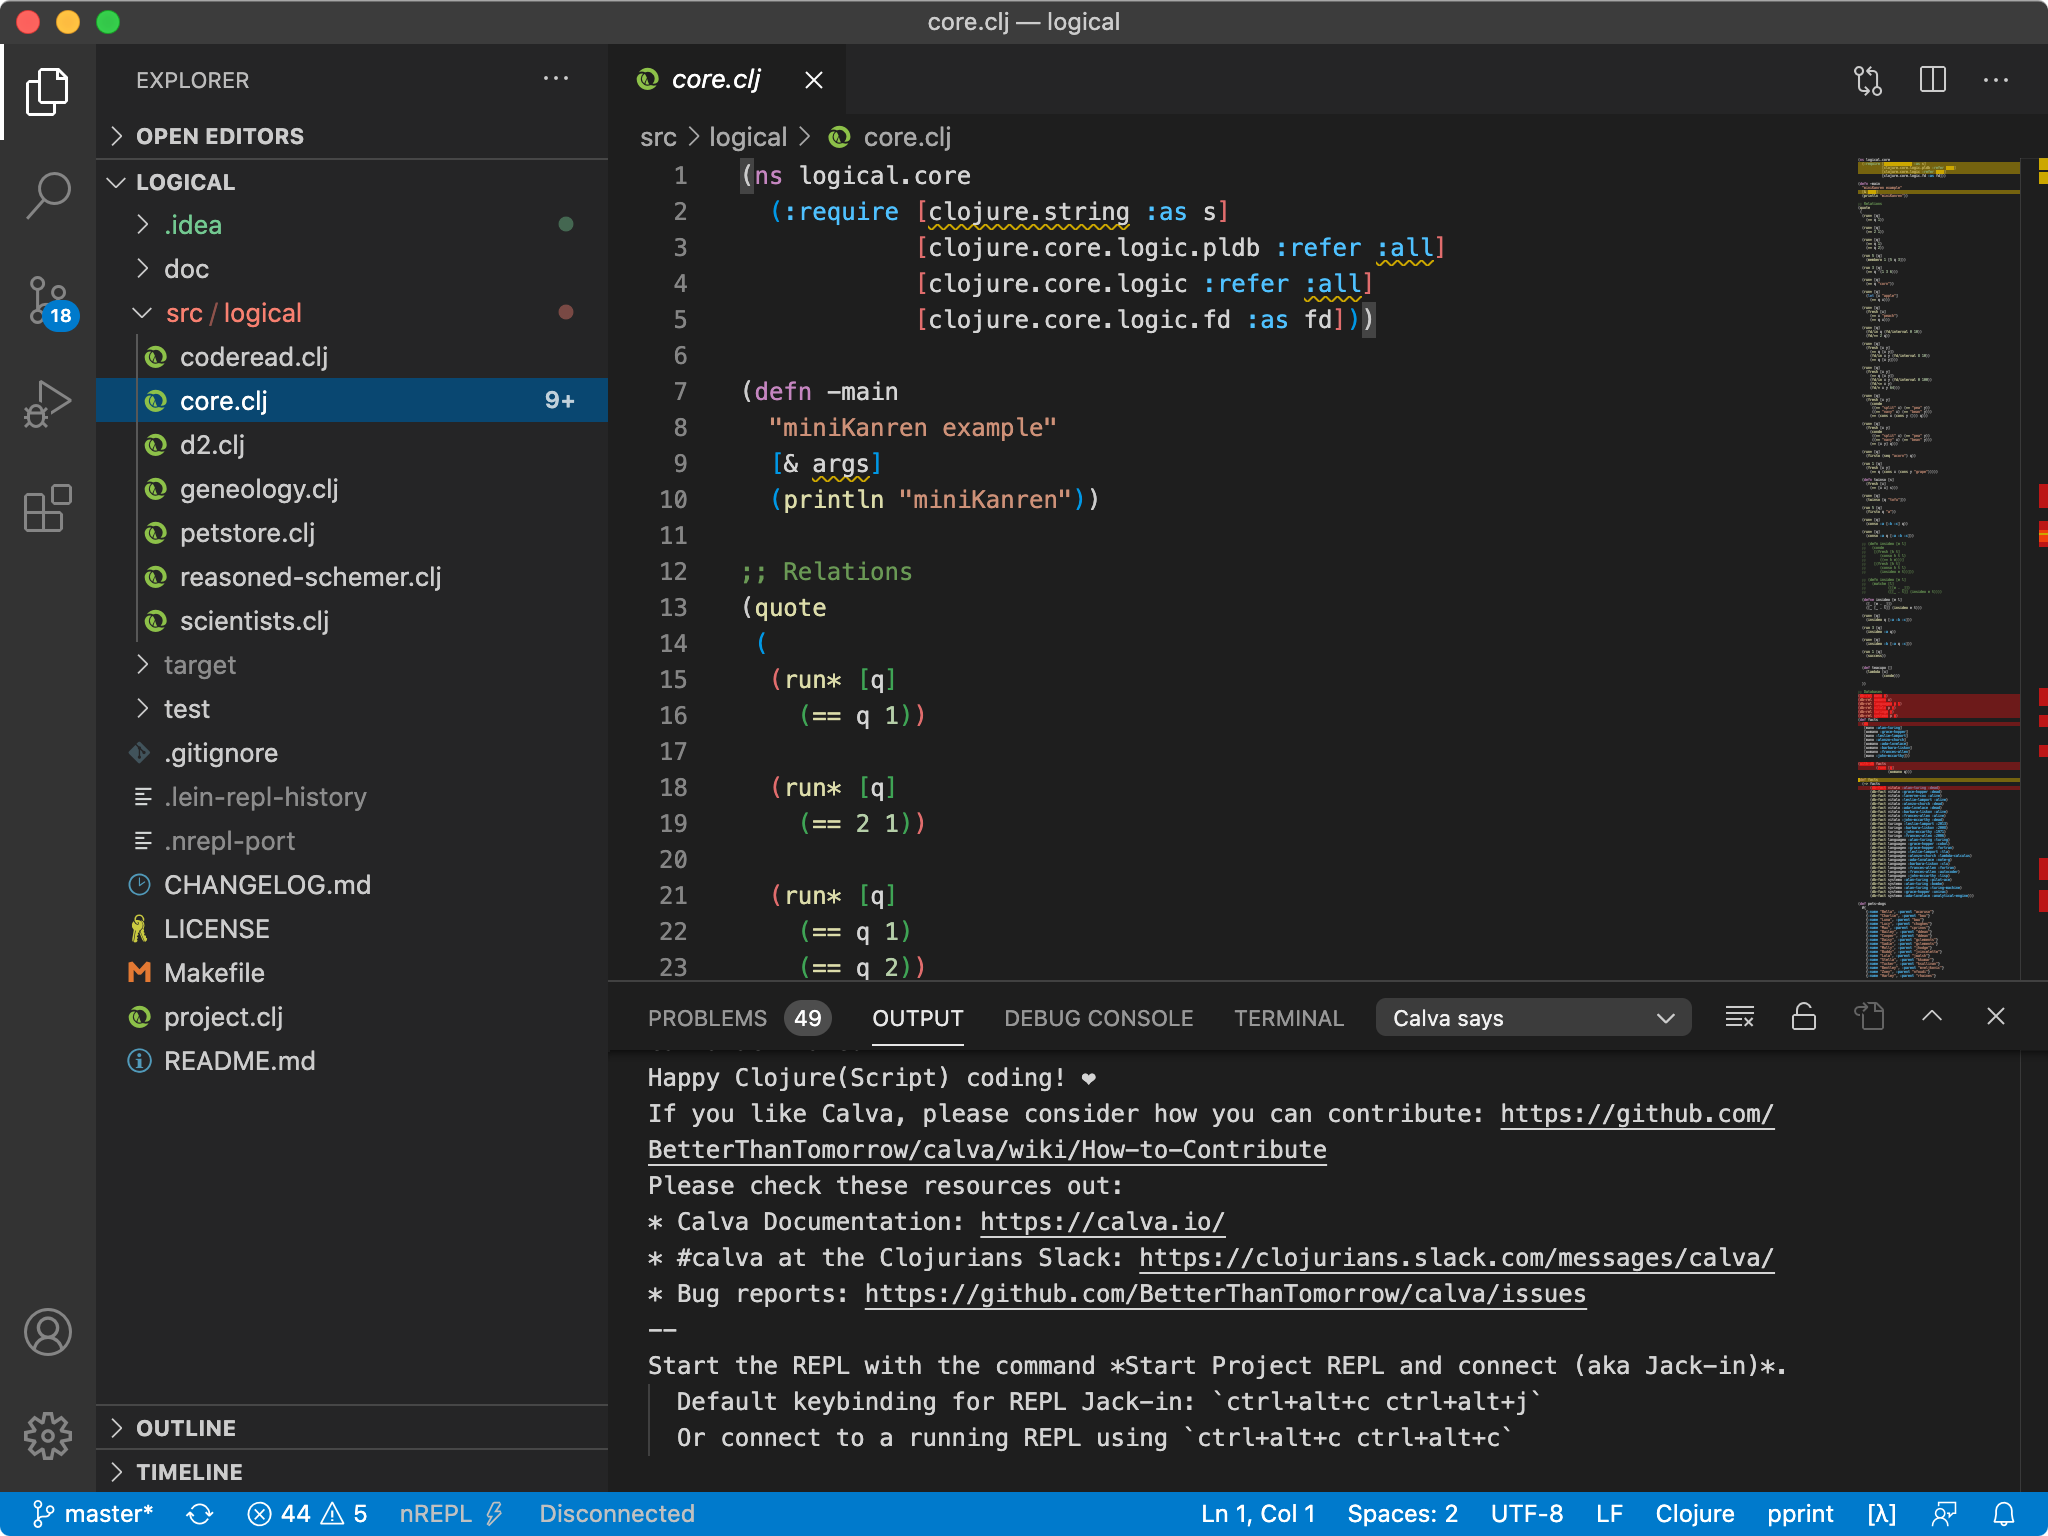 core.clj — logical
EXPLORER
OPEN EDITORS
LOGICAL
.idea
doc
src / logical
coderead.clj
core.clj 9+
d2.clj
geneology.clj
petstore.clj
reasoned-schemer.clj
scientists.clj
target
test
.gitignore
.lein-repl-history
.nrepl-port
CHANGELOG.md
LICENSE
Makefile
project.clj
README.md
OUTLINE
TIMELINE
18
core.clj
src > logical > core.clj
1 (ns logical.core
2 (:require [clojure.string :as s]
3 [clojure.core.logic.pldb :refer :all]
4 [clojure.core.logic :refer :all]
5 [clojure.core.logic.fd :as fd]))
6
7 (defn -main
8 "miniKanren example"
9 [& args]
10 (println "miniKanren"))
11
12 ;; Relations
13 (quote
14 (
15 (run* [q]
16 (== q 1))
17
18 (run* [q]
19 (== 2 1))
20
21 (run* [q]
22 (== q 1)
23 (== q 2))
PROBLEMS 49 OUTPUT DEBUG CONSOLE TERMINAL Calva says
Happy Clojure(Script) coding! ❤
If you like Calva, please consider how you can contribute: https://github.com/
BetterThanTomorrow/calva/wiki/How-to-Contribute
Please check these resources out:
* Calva Documentation: https://calva.io/
* #calva at the Clojurians Slack: https://clojurians.slack.com/messages/calva/
* Bug reports: https://github.com/BetterThanTomorrow/calva/issues
--
Start the REPL with the command *Start Project REPL and connect (aka Jack-in)*.
Default keybinding for REPL Jack-in: `ctrl+alt+c ctrl+alt+j`
Or connect to a running REPL using `ctrl+alt+c ctrl+alt+c`
master* 44 5 nREPL Disconnected Ln 1, Col 1 Spaces: 2 UTF-8 LF Clojure pprint [λ]